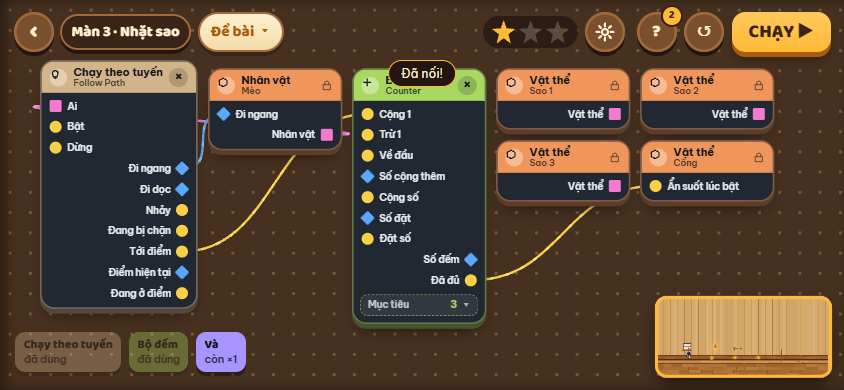 Màn 3 · Nhặt sao
Đề bài
?
2
CHẠY
Chạy theo tuyến
Follow Path
Ai
Bật
Dừng
Đi ngang
Đi dọc
Nhảy
Đang bị chặn
Tới điểm
Điểm hiện tại
Đang ở điểm
Nhân vật
Mèo
Đi ngang
Nhân vật
Đã nối!
Counter
Cộng 1
Trừ 1
Về đầu
Số cộng thêm
Cộng số
Số đặt
Đặt số
Số đếm
Đã đủ
Mục tiêu 3
Vật thể
Sao 1
Vật thể
Vật thể
Sao 2
Vật thể
Vật thể
Sao 3
Vật thể
Vật thể
Cổng
Ẩn suốt lúc bật
Chạy theo tuyến
đã dùng
Bộ đếm
đã dùng
Và
còn ×1